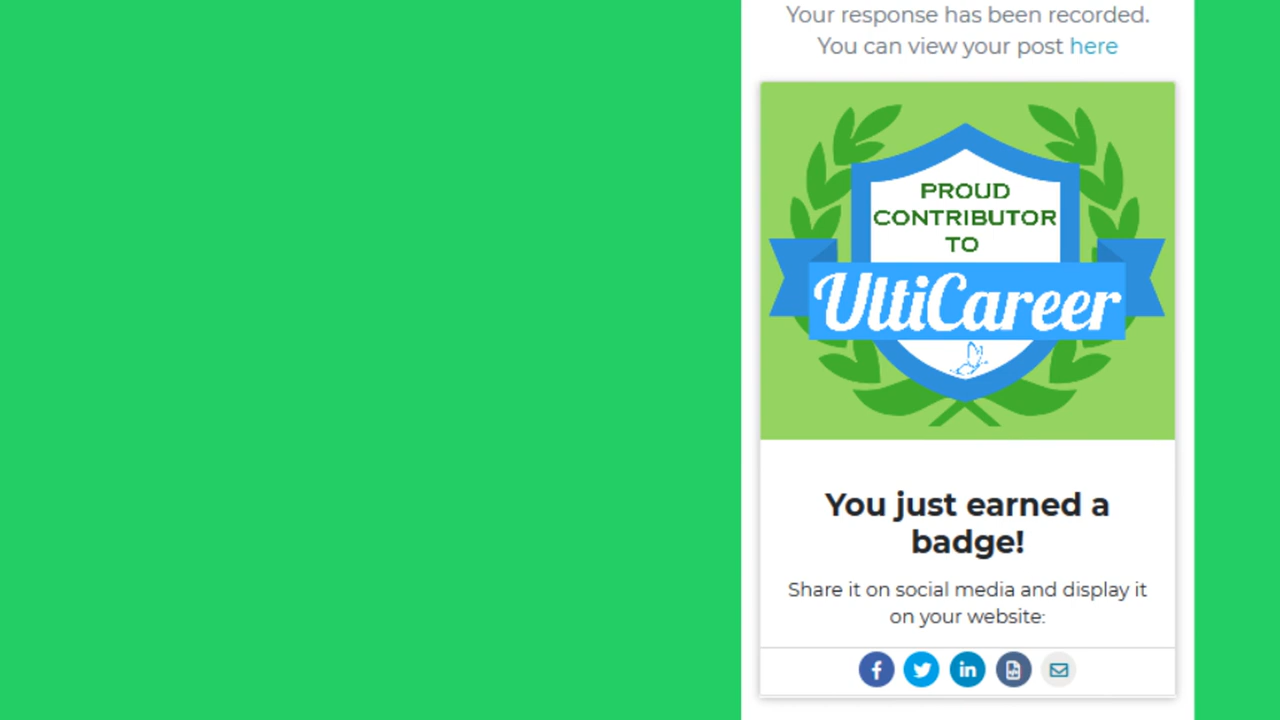 Your response has been recorded.
You can view your post here
PROUD
CONTRIBUTOR
TO
UltiCareer
You just earned a
badge!
Share it on social media and display it
on your website: